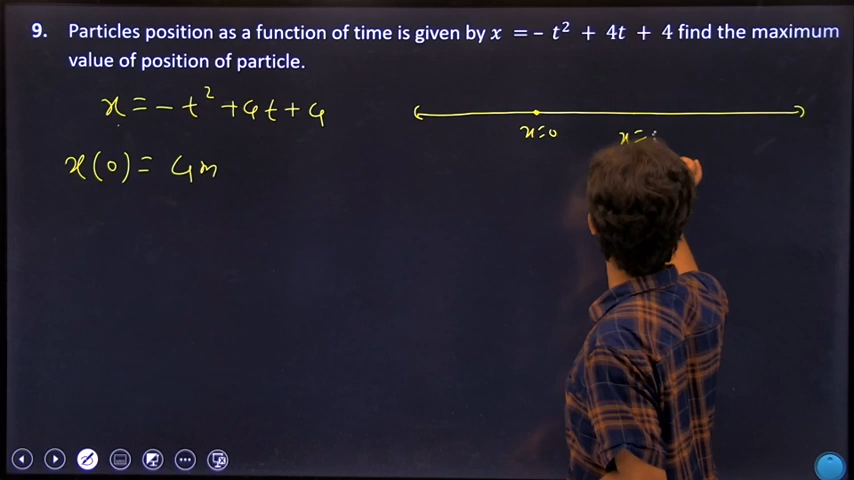 9. Particles position as a function of time is given by x = − t² + 4t + 4 find the maximum
value of position of particle.
x = − t² + 4t + 4
x(0) = 4m
x=0
x=